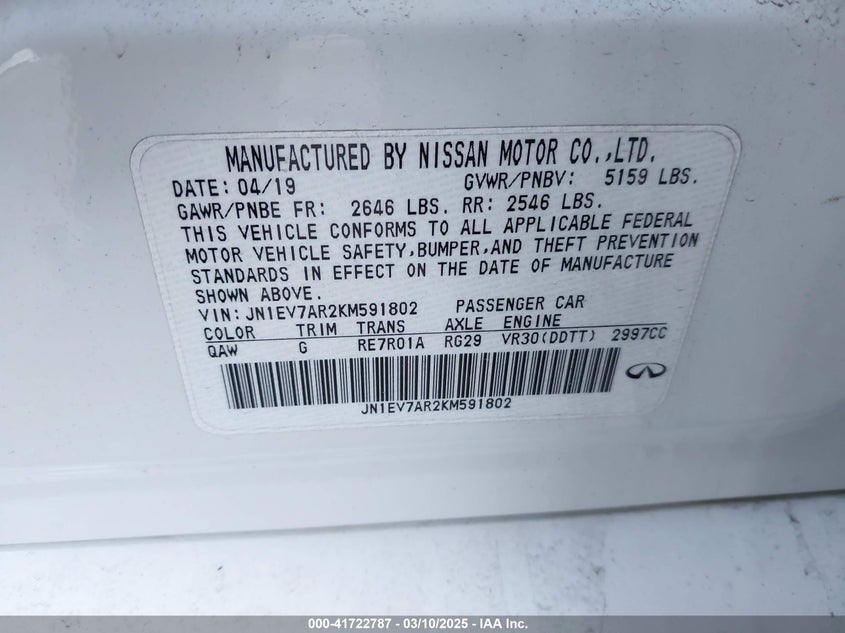 MANUFACTURED BY NISSAN MOTOR CO.,LTD.
DATE: 04/19 GVWR/PNBV: 5159 LBS.
GAWR/PNBE FR: 2646 LBS. RR: 2546 LBS.
THIS VEHICLE CONFORMS TO ALL APPLICABLE FEDERAL
MOTOR VEHICLE SAFETY,BUMPER,AND THEFT PREVENTION
STANDARDS IN EFFECT ON THE DATE OF MANUFACTURE
SHOWN ABOVE.
VIN:JN1EV7AR2KM591802 PASSENGER CAR
COLOR TRIM TRANS AXLE ENGINE
QAW G RE7R01A RG29 VR30(DDTT) 2997CC
JN1EV7AR2KM591802
000-41722787 - 03/10/2025 - IAA Inc.